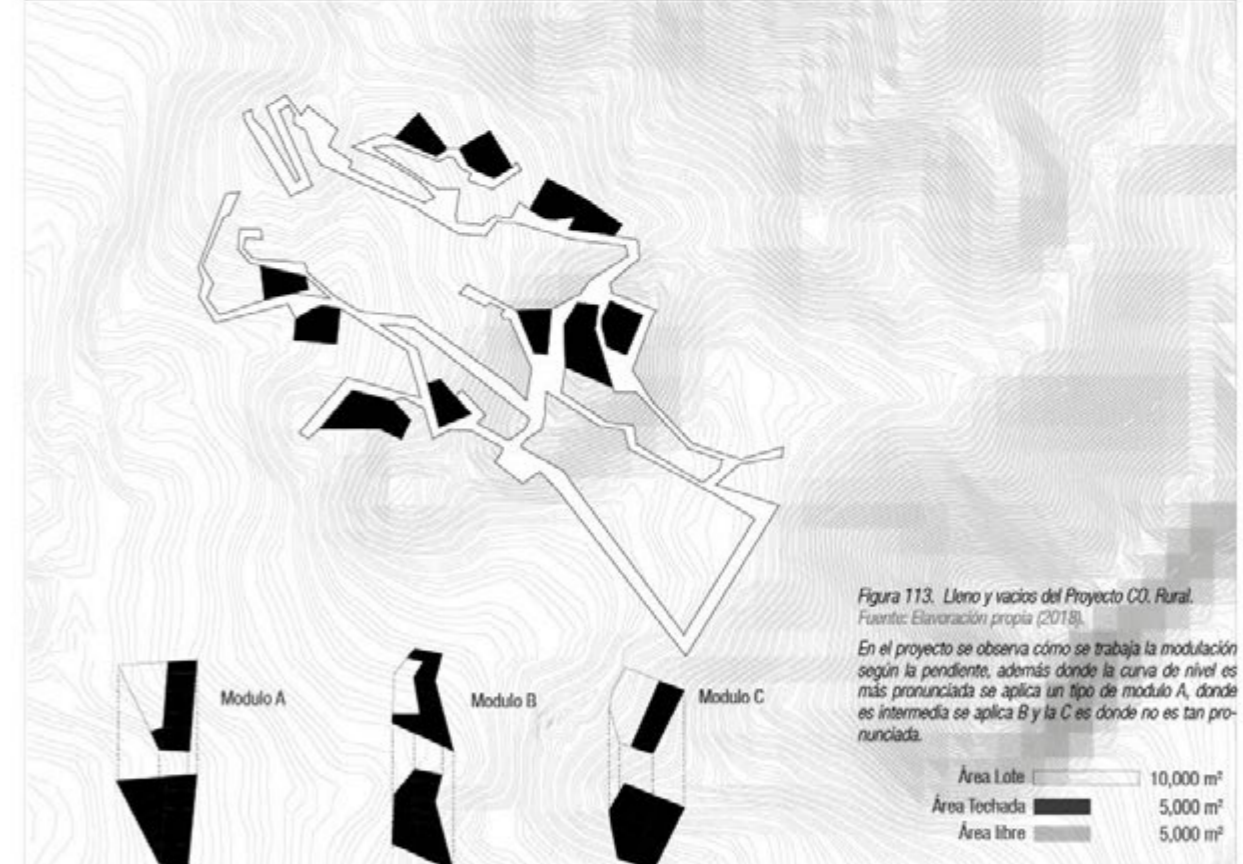 Figura 113. Lleno y vacios del Proyecto CO. Rural.
Fuente: Elavoración propia (2018).
En el proyecto se observa cómo se trabaja la modulación
según la pendiente, además donde la curva de nivel es
más pronunciada se aplica un tipo de modulo A, donde
es intermedia se aplica B y la C es donde no es tan pro-
nunciada.
Modulo A
Modulo B
Modulo C
Área Lote 10,000 m²
Área Techada 5,000 m²
Área libre 5,000 m²